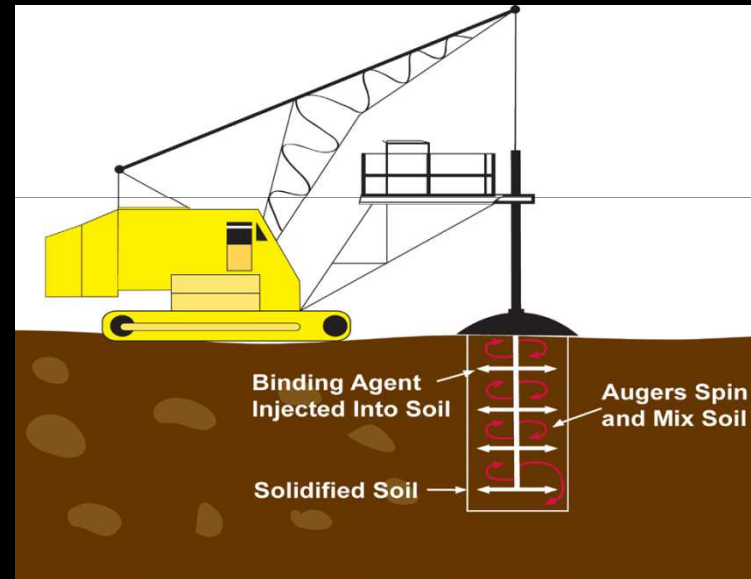 Binding Agent
Injected Into Soil
Augers Spin
and Mix Soil
Solidified Soil